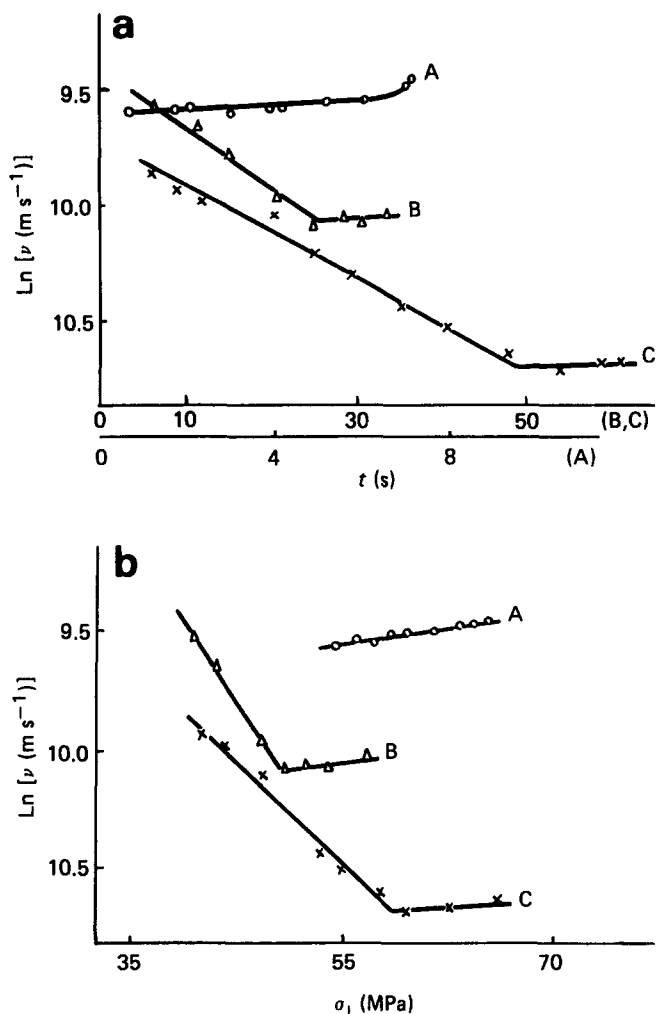 a
Ln [ν (m s⁻¹)]
9.5
10.0
10.5
A
B
C
0 10 30 50 (B,C)
0 4 8 (A)
t (s)
b
Ln [ν (m s⁻¹)]
9.5
10.0
10.5
A
B
C
35 55 70
σ₁ (MPa)